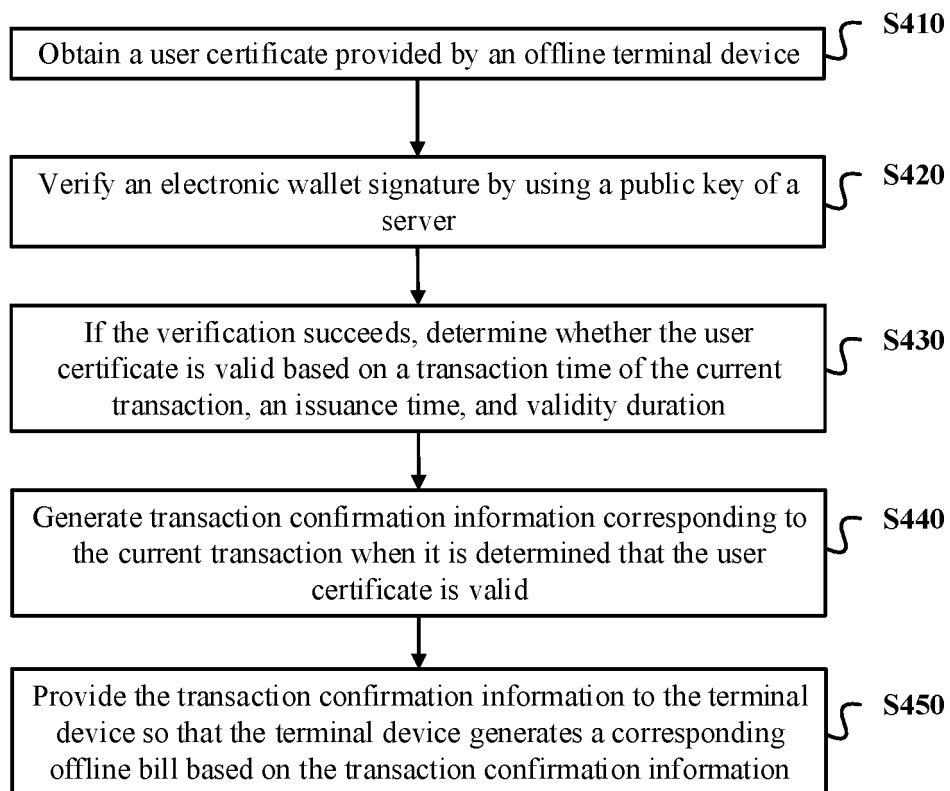 S410
Obtain a user certificate provided by an offline terminal device
S420
Verify an electronic wallet signature by using a public key of a
server
S430
If the verification succeeds, determine whether the user
certificate is valid based on a transaction time of the current
transaction, an issuance time, and validity duration
S440
Generate transaction confirmation information corresponding to
the current transaction when it is determined that the user
certificate is valid
S450
Provide the transaction confirmation information to the terminal
device so that the terminal device generates a corresponding
offline bill based on the transaction confirmation information